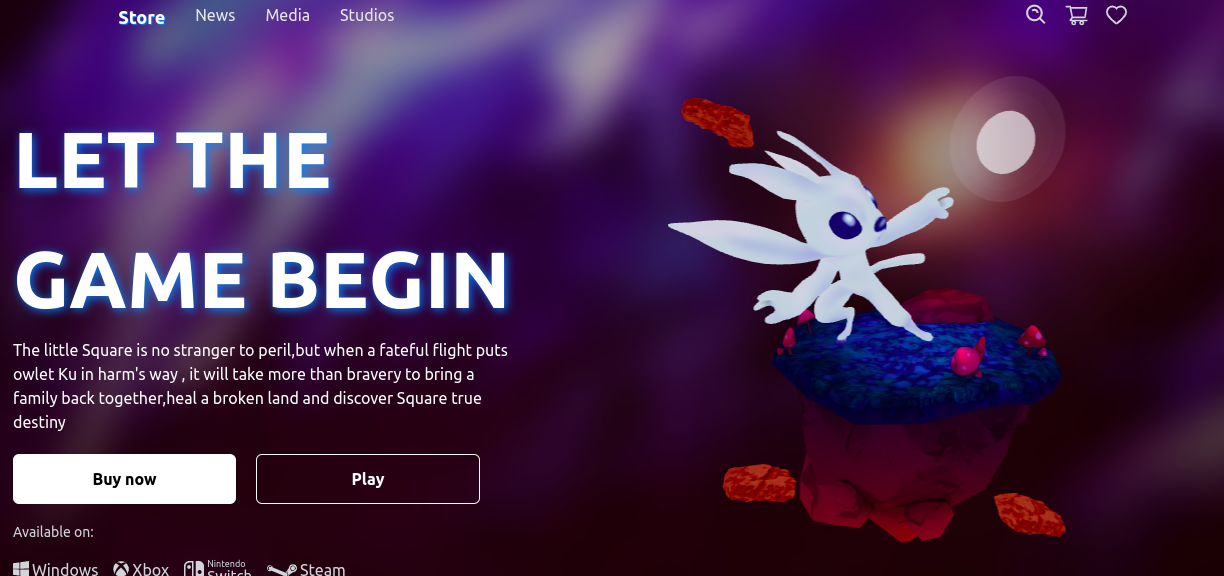 Store News Media Studios
LET THE
GAME BEGIN
The little Square is no stranger to peril,but when a fateful flight puts
owlet Ku in harm's way , it will take more than bravery to bring a
family back together,heal a broken land and discover Square true
destiny
Buy now Play
Available on:
Windows Xbox Nintendo Switch Steam